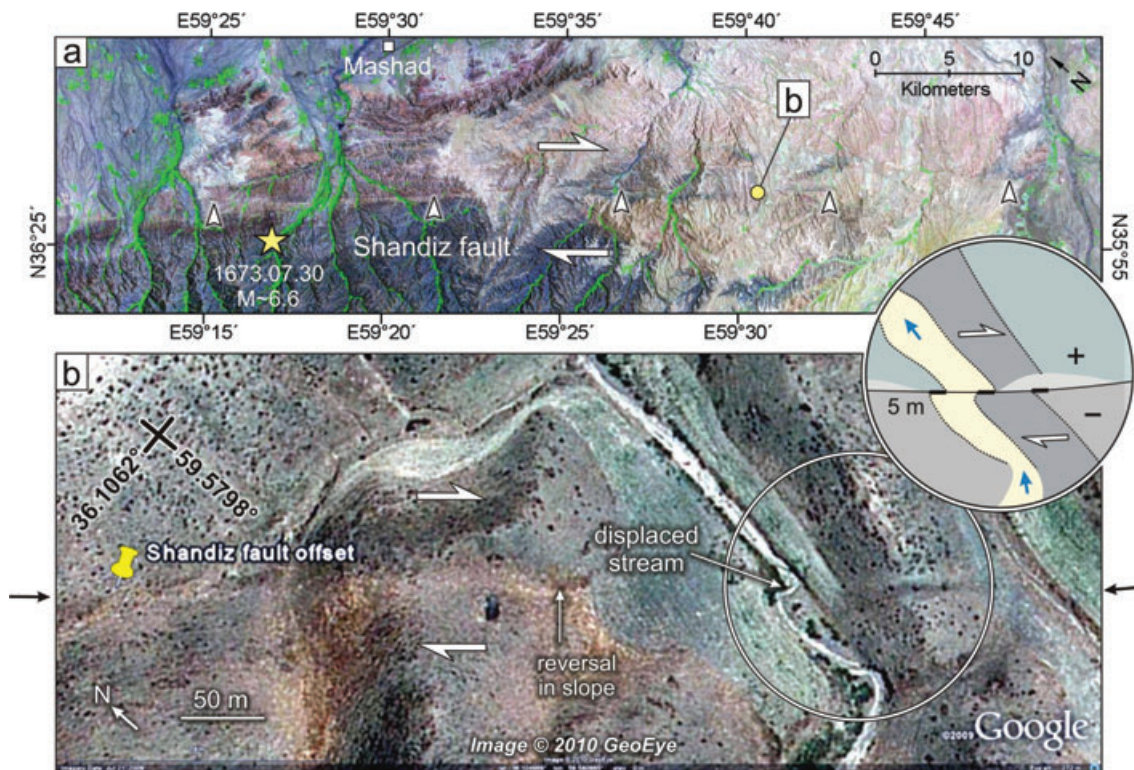 E59°25´ E59°30´ E59°35´ E59°40´ E59°45´
a
Mashad
0 5 10
Kilometers
N
b
N36°25´
Shandiz fault
1673.07.30
M~6.6
N35°55´
E59°15´ E59°20´ E59°25´ E59°30´
b
+
5 m
−
36.1062° 59.5798°
Shandiz fault offset
displaced
stream
reversal
in slope
N
50 m
Image © 2010 GeoEye
©2009 Google